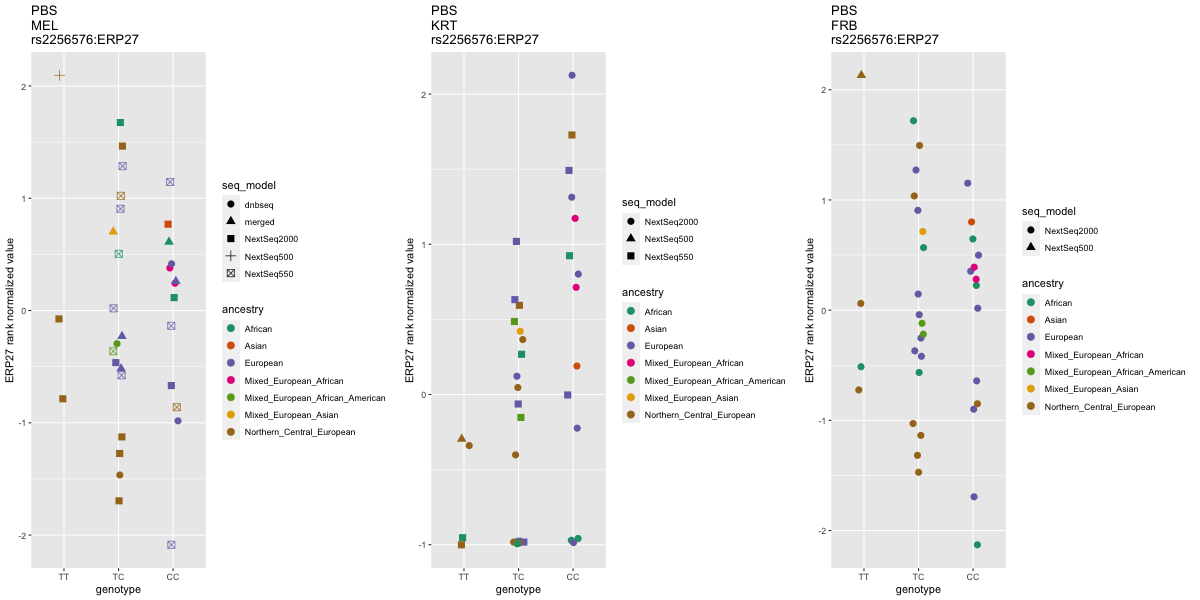 PBS
MEL
rs2256576:ERP27
ERP27 rank normalized value
2
1
0
-1
-2
TT
TC
CC
genotype
seq_model
dnbseq
merged
NextSeq2000
NextSeq500
NextSeq550
ancestry
African
Asian
European
Mixed_European_African
Mixed_European_African_American
Mixed_European_Asian
Northern_Central_European
PBS
KRT
rs2256576:ERP27
ERP27 rank normalized value
2
1
0
-1
TT
TC
CC
genotype
seq_model
NextSeq2000
NextSeq500
NextSeq550
ancestry
African
Asian
European
Mixed_European_African
Mixed_European_African_American
Mixed_European_Asian
Northern_Central_European
PBS
FRB
rs2256576:ERP27
ERP27 rank normalized value
2
1
0
-1
-2
TT
TC
CC
genotype
seq_model
NextSeq2000
NextSeq500
ancestry
African
Asian
European
Mixed_European_African
Mixed_European_African_American
Mixed_European_Asian
Northern_Central_European